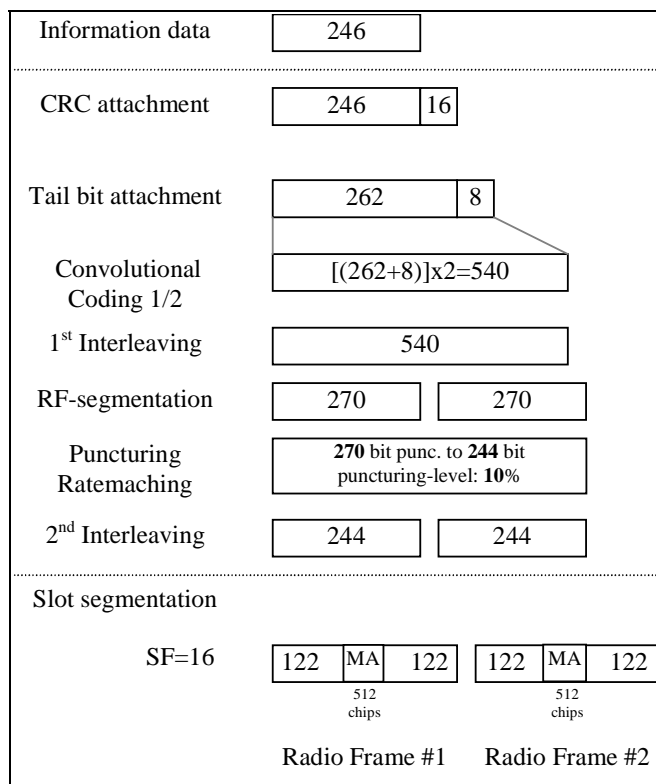 Information data
246
CRC attachment
246 16
Tail bit attachment
262 8
Convolutional
Coding 1/2
[(262+8)]x2=540
1st Interleaving
540
RF-segmentation
270 270
Puncturing
Ratemaching
270 bit punc. to 244 bit
puncturing-level: 10%
2nd Interleaving
244 244
Slot segmentation
SF=16
122 MA 122 122 MA 122
512
chips
512
chips
Radio Frame #1 Radio Frame #2